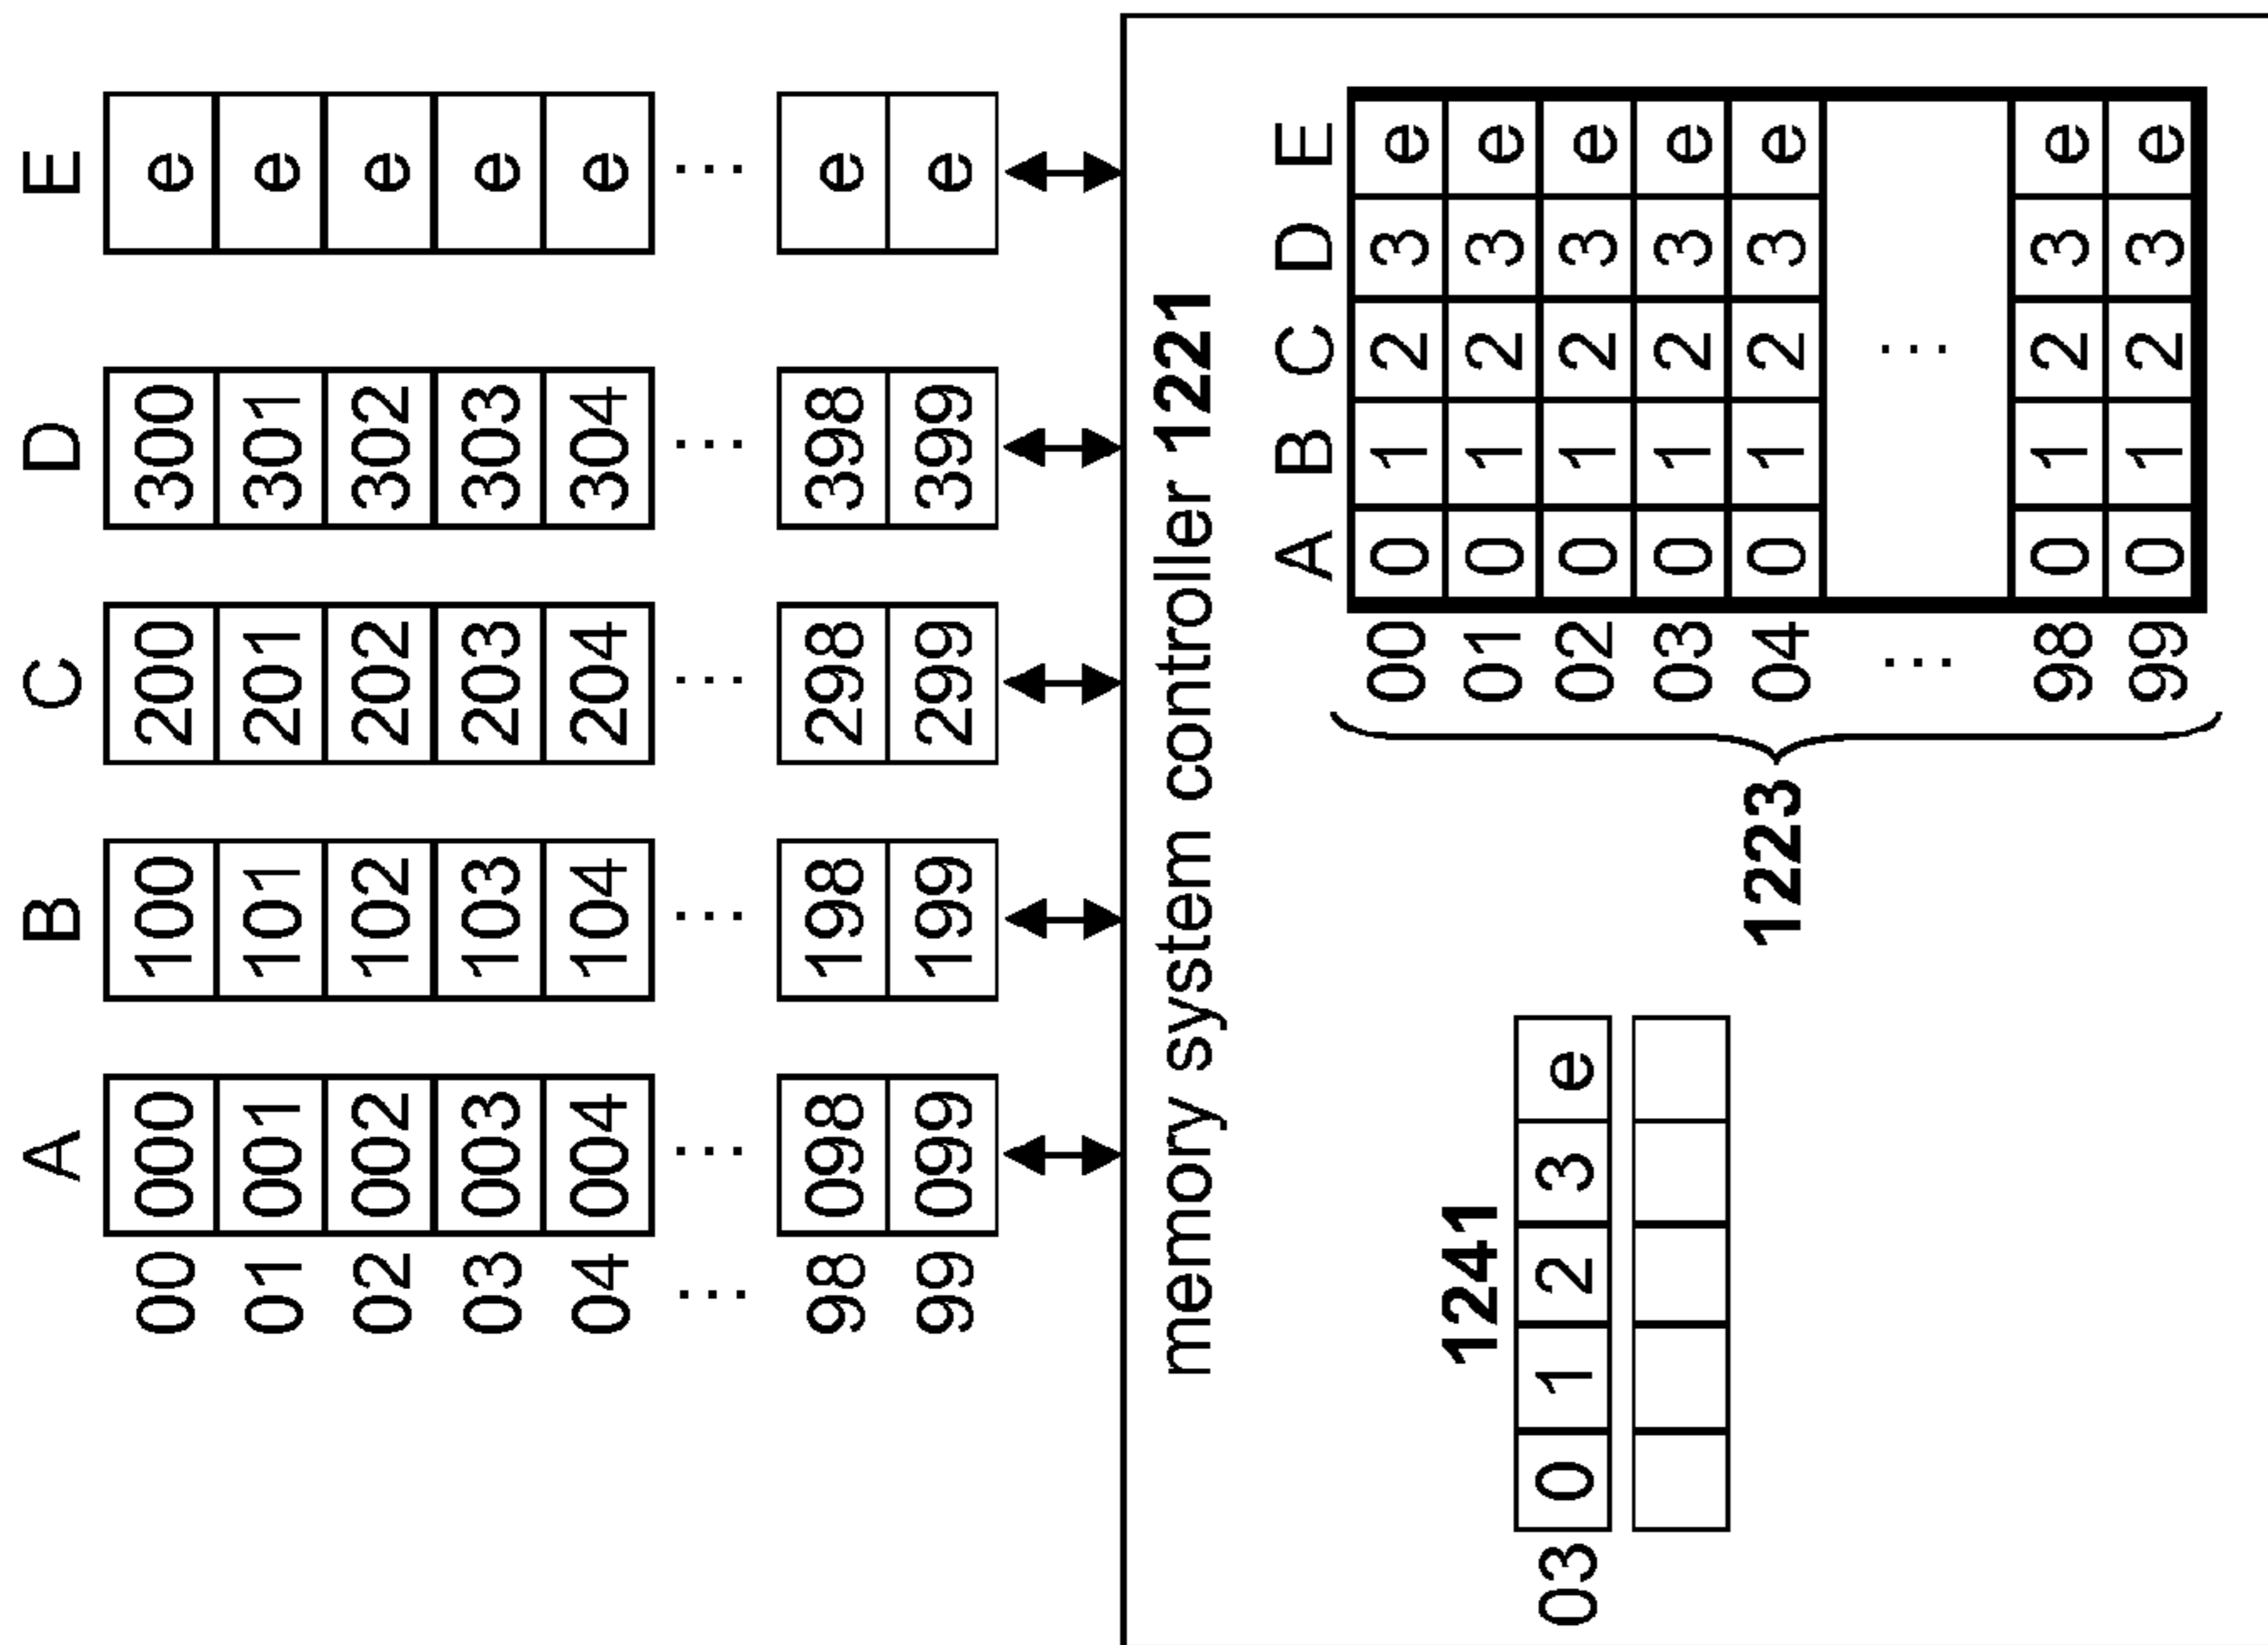 A B C D E
00 000 100 200 300 e
01 001 101 201 301 e
02 002 102 202 302 e
03 003 103 203 303 e
04 004 104 204 304 e
... ... ... ... ... ...
98 098 198 298 398 e
99 099 199 299 399 e
memory system controller 1221
1241
03 0 1 2 3 e
1223
A B C D E
00 0 1 2 3 e
01 0 1 2 3 e
02 0 1 2 3 e
03 0 1 2 3 e
04 0 1 2 3 e
... ...
98 0 1 2 3 e
99 0 1 2 3 e